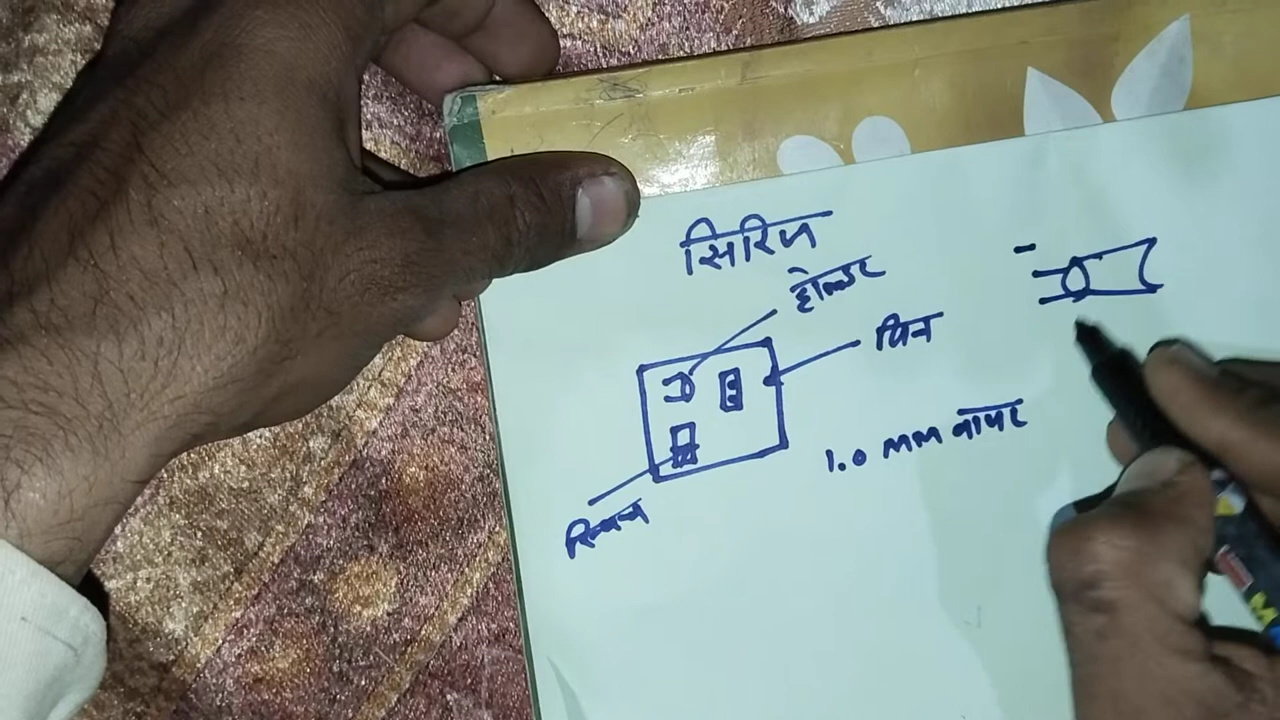 सिरिज
होल्डर
पिन
1.0 mm वायर
स्विच